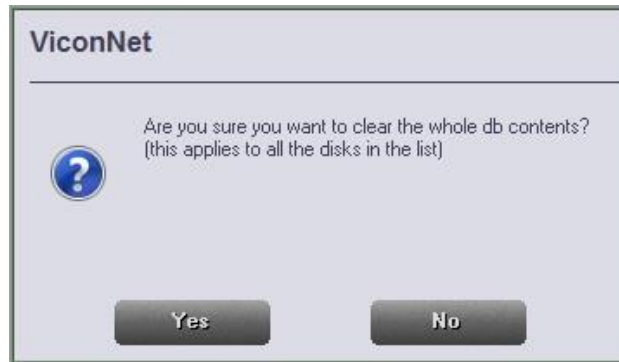 ViconNet
Are you sure you want to clear the whole db contents?
(this applies to all the disks in the list)
Yes
No